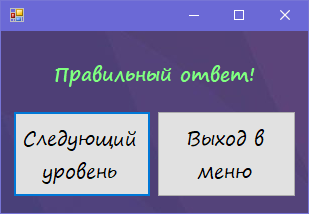 Правильный ответ!
Следующий
уровень
Выход в
меню